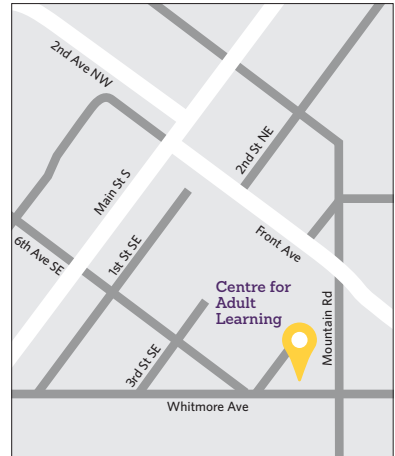 2nd Ave NW
2nd St NE
Main St S
Front Ave
6th Ave SE
1st St SE
Centre for
Adult
Learning
Mountain Rd
3rd St SE
Whitmore Ave